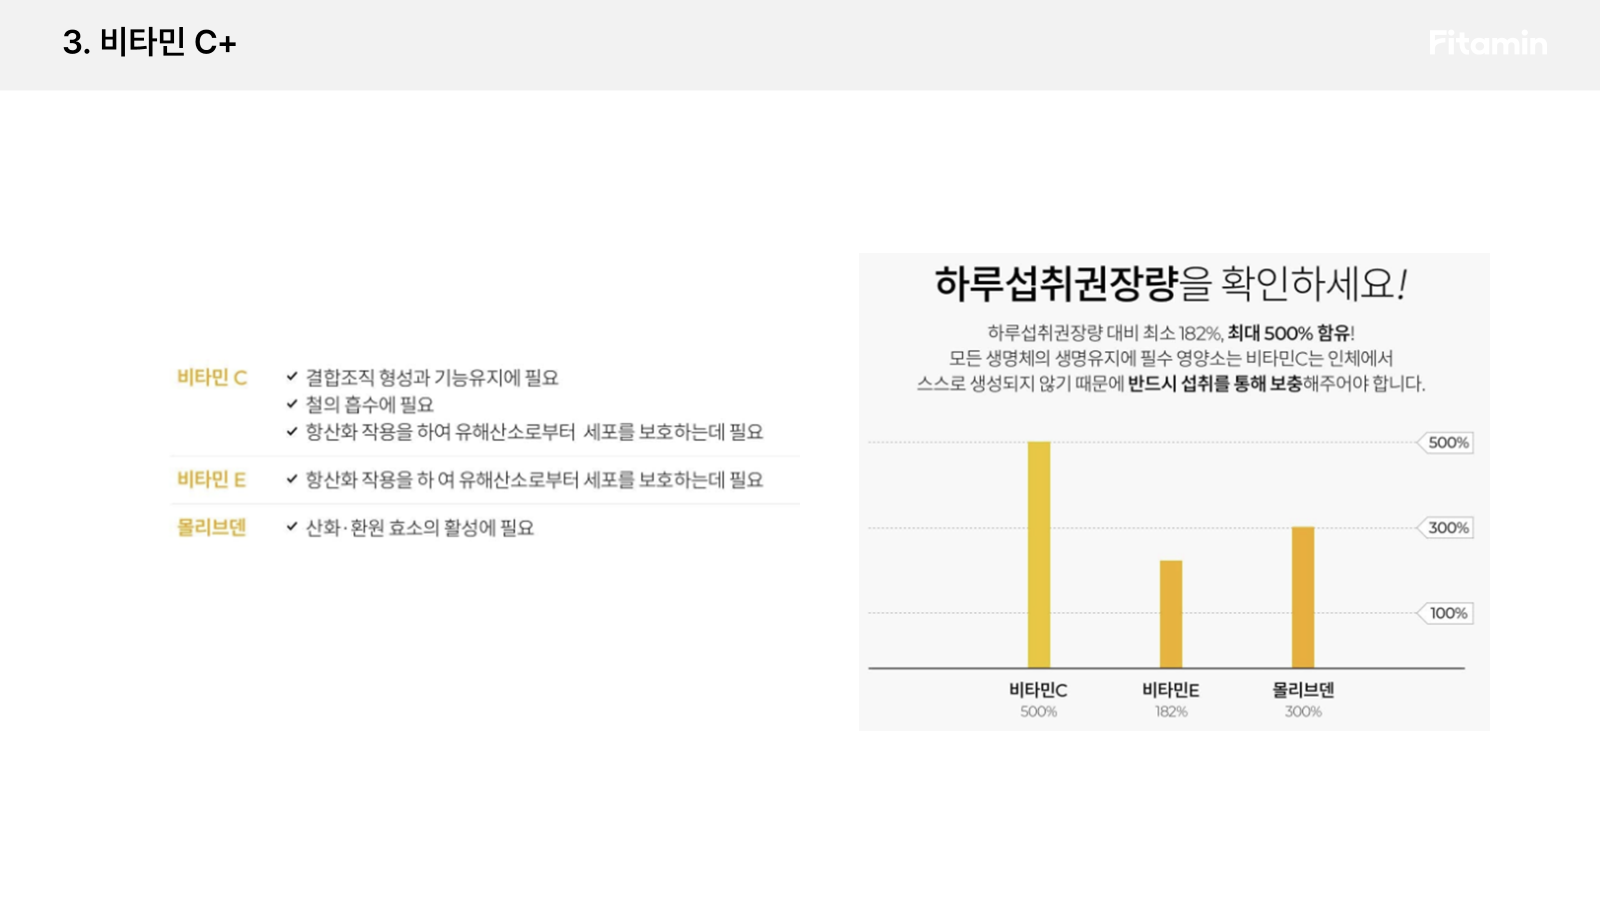 3. 비타민 C+
Fitamin
비타민 C
✓ 결합조직 형성과 기능유지에 필요
✓ 철의 흡수에 필요
✓ 항산화 작용을 하여 유해산소로부터 세포를 보호하는데 필요
비타민 E
✓ 항산화 작용을 하 여 유해산소로부터 세포를 보호하는데 필요
몰리브덴
✓ 산화·환원 효소의 활성에 필요
하루섭취권장량을 확인하세요!
하루섭취권장량 대비 최소 182%, 최대 500% 함유!
모든 생명체의 생명유지에 필수 영양소는 비타민C는 인체에서
스스로 생성되지 않기 때문에 반드시 섭취를 통해 보충해주어야 합니다.
500%
300%
100%
비타민C 비타민E 몰리브덴
500% 182% 300%